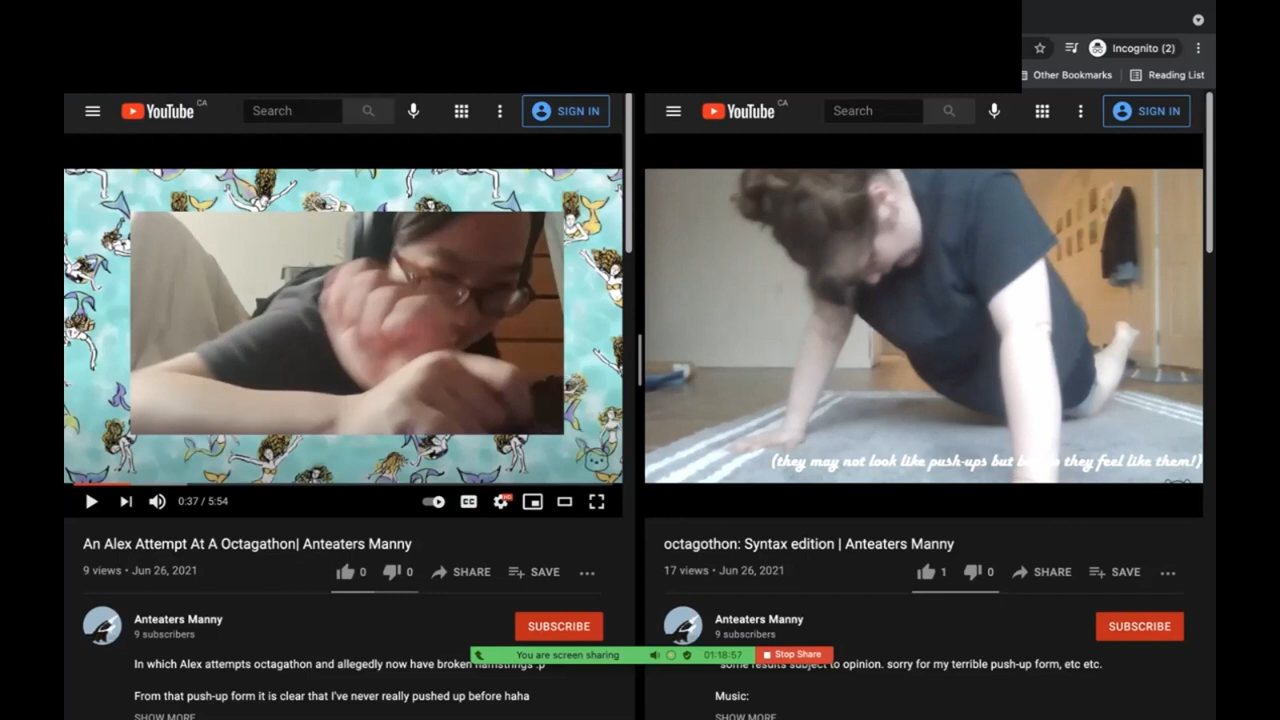 Incognito (2)
Other Bookmarks
Reading List
YouTube CA
Search
SIGN IN
0:37 / 5:54
CC
HD
An Alex Attempt At A Octagathon| Anteaters Manny
9 views • Jun 26, 2021
0
0
SHARE
SAVE
Anteaters Manny
9 subscribers
SUBSCRIBE
In which Alex attempts octagathon and allegedly now have broken hamstrings :p
From that push-up form it is clear that I've never really pushed up before haha
SHOW MORE
YouTube CA
Search
SIGN IN
(they may not look like push-ups but they feel like them!)
octagothon: Syntax edition | Anteaters Manny
17 views • Jun 26, 2021
1
0
SHARE
SAVE
Anteaters Manny
9 subscribers
SUBSCRIBE
some results subject to opinion. sorry for my terrible push-up form, etc etc.
Music:
SHOW MORE
You are screen sharing
01:18:57
Stop Share